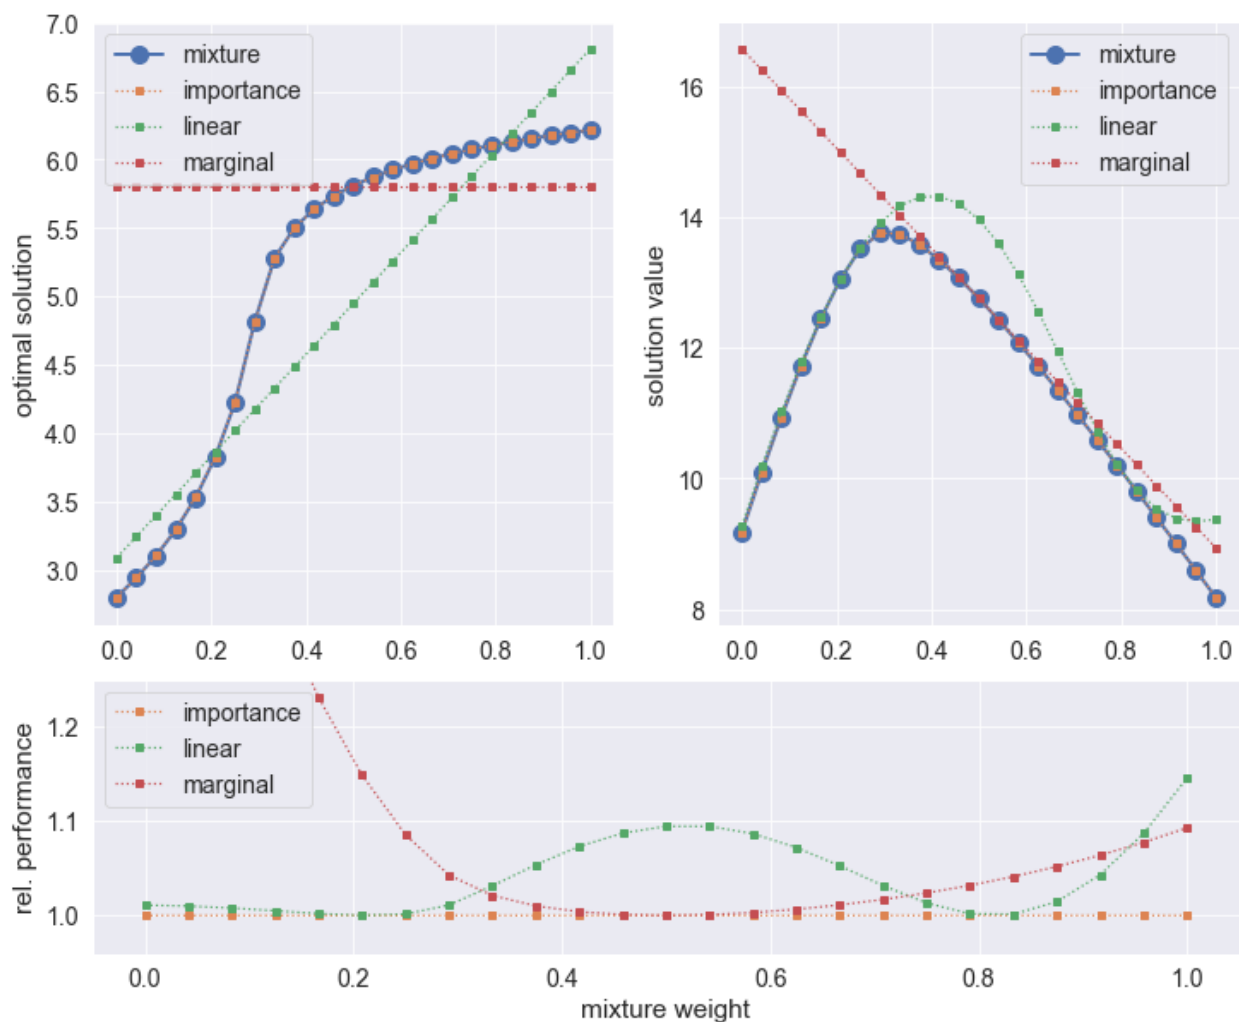 7.0
6.5
6.0
5.5
5.0
4.5
4.0
3.5
3.0
optimal solution
mixture
importance
linear
marginal
0.0 0.2 0.4 0.6 0.8 1.0
16
14
12
10
8
solution value
mixture
importance
linear
marginal
0.0 0.2 0.4 0.6 0.8 1.0
1.2
1.1
1.0
rel. performance
importance
linear
marginal
0.0 0.2 0.4 0.6 0.8 1.0
mixture weight